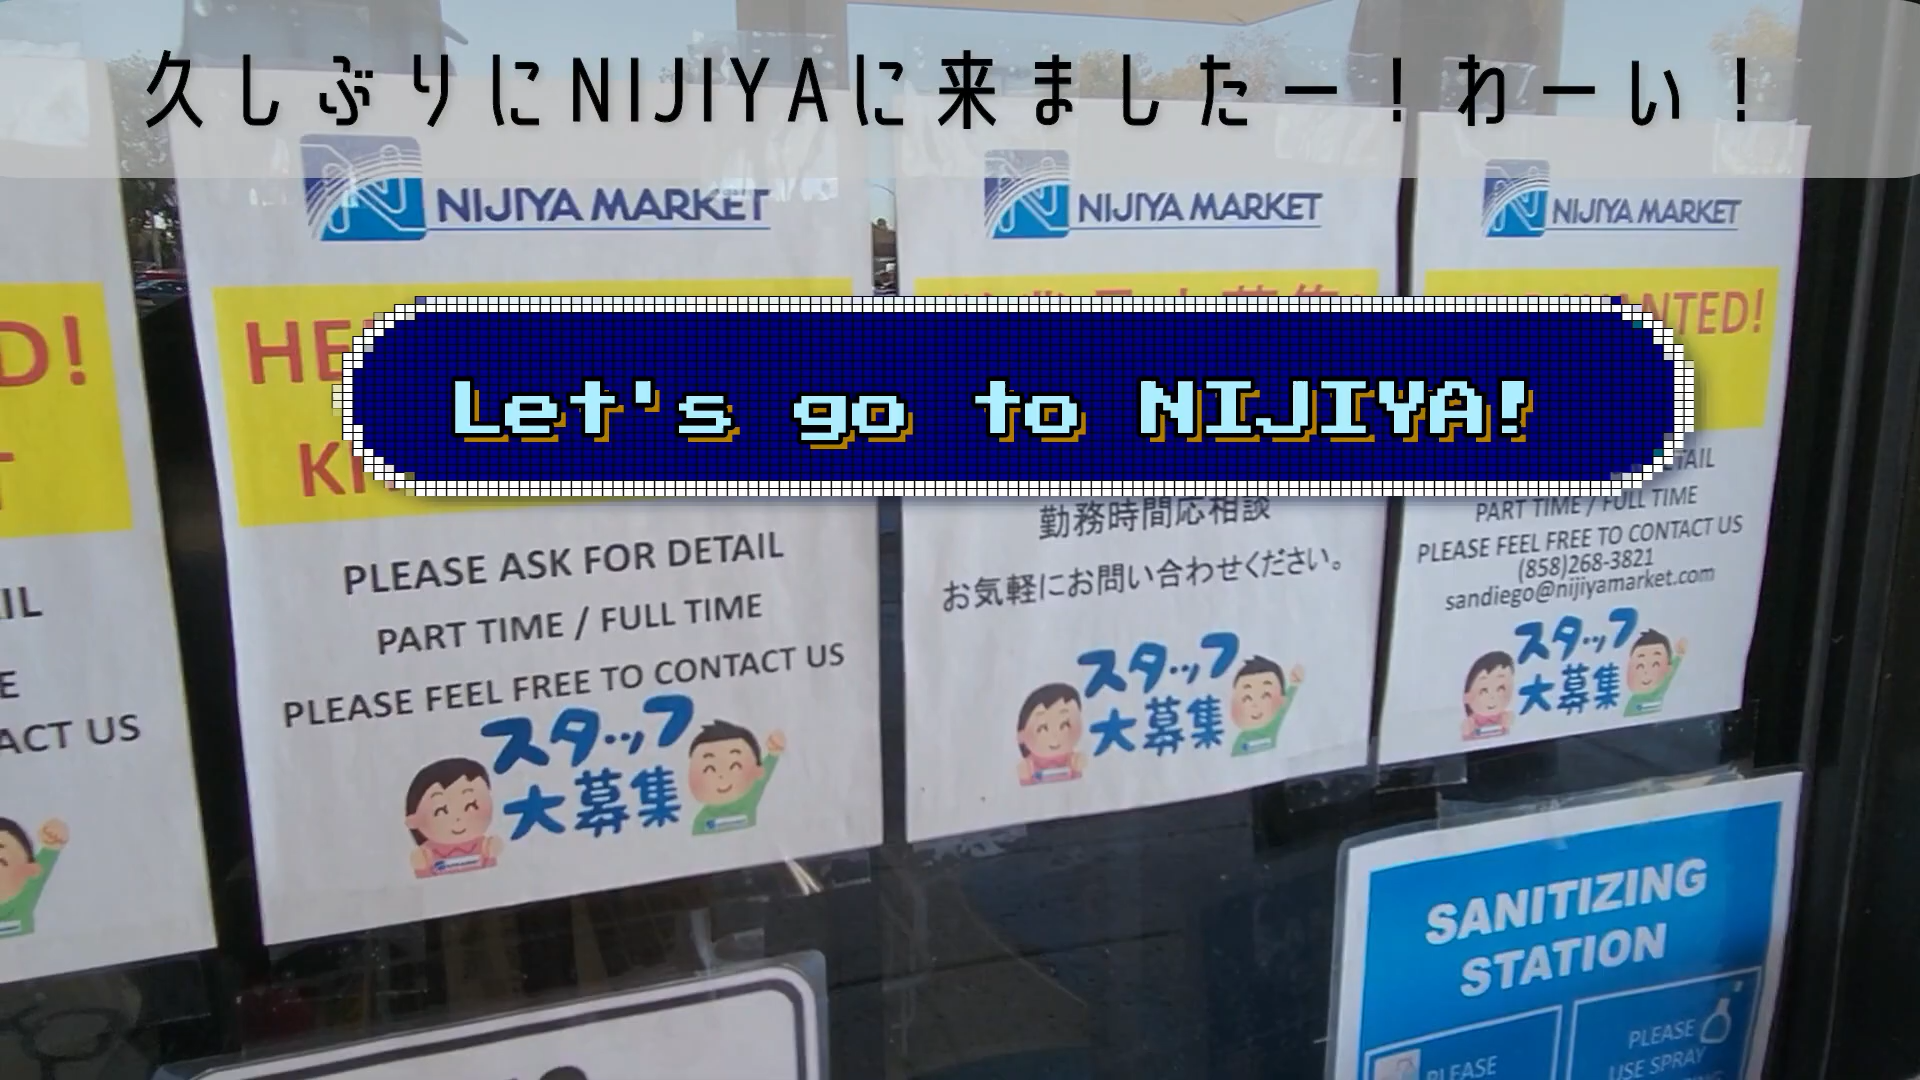 久しぶりにNIJIYAに来ましたー！わーい！
Let's go to NIJIYA!
D!
T
IL
E
ACT US
NIJIYA MARKET
PLEASE ASK FOR DETAIL
PART TIME / FULL TIME
PLEASE FEEL FREE TO CONTACT US
スタッフ
大募集
NIJIYA MARKET
勤務時間応相談
お気軽にお問い合わせください。
スタッフ
大募集
NIJIYA MARKET
NTED!
TAIL
PART TIME / FULL TIME
PLEASE FEEL FREE TO CONTACT US
(858)268-3821
sandiego@nijiyamarket.com
スタッフ
大募集
SANITIZING
STATION
PLEASE
PLEASE
USE SPRAY